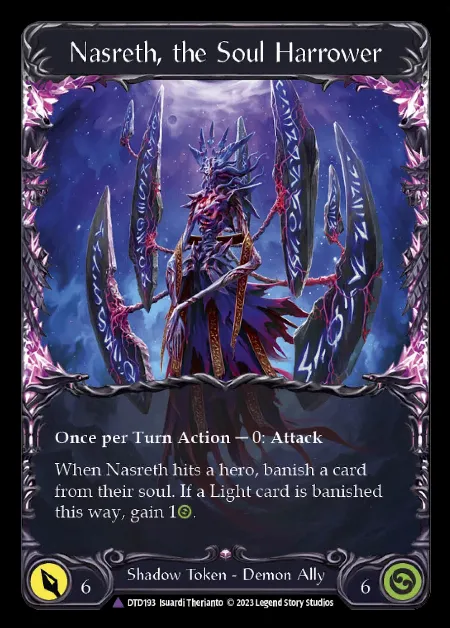 Nasreth, the Soul Harrower
Once per Turn Action — 0: Attack
When Nasreth hits a hero, banish a card
from their soul. If a Light card is banished
this way, gain 1.
6
Shadow Token - Demon Ally
6
DTD193 Isuardi Therianto © 2023 Legend Story Studios